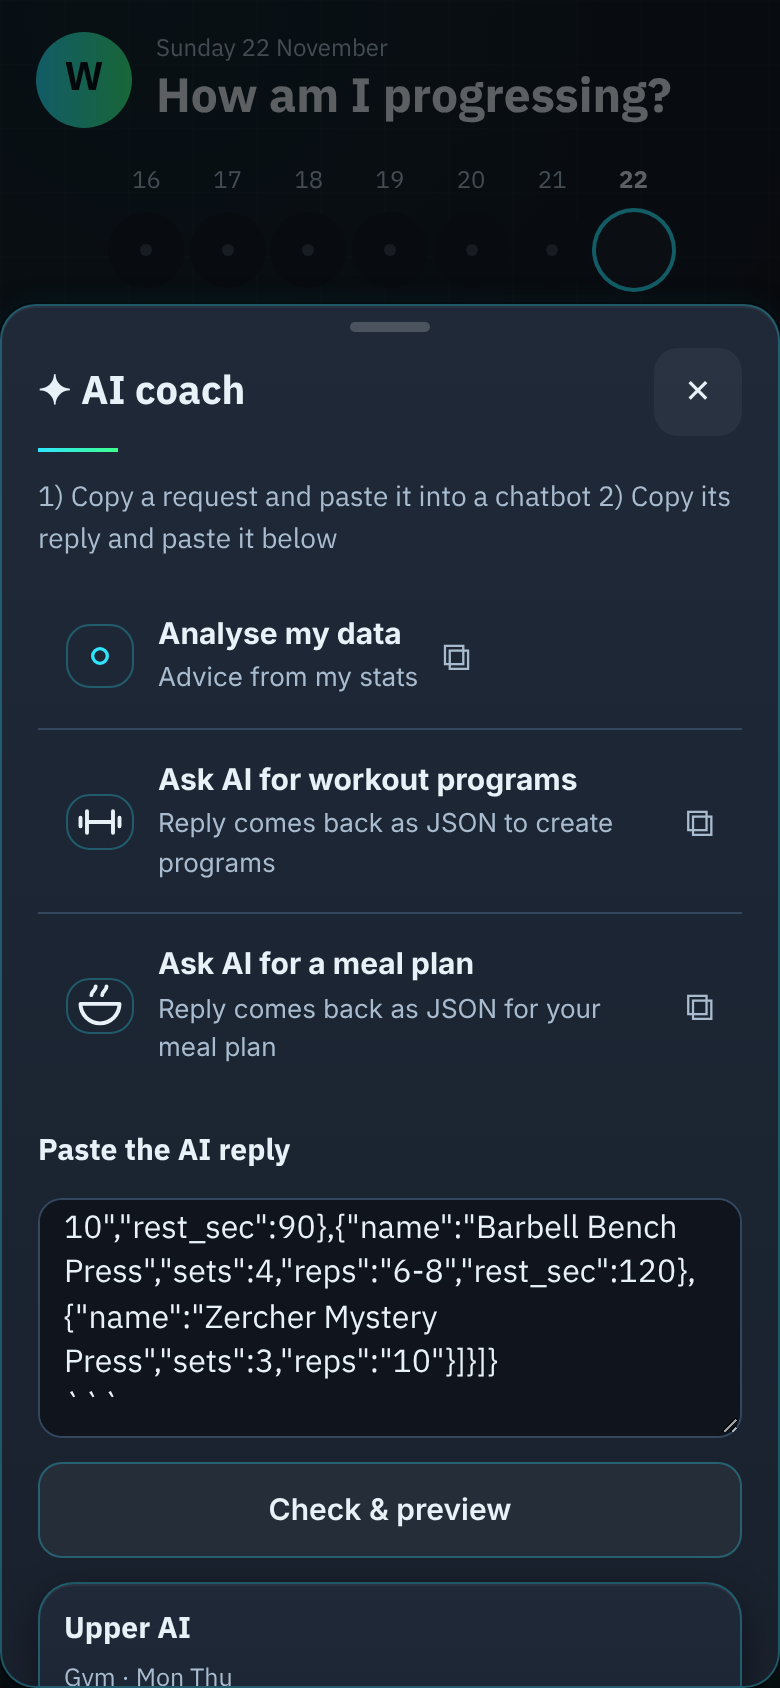 W
Sunday 22 November
How am I progressing?
16 17 18 19 20 21 22
✦ AI coach
✕
1) Copy a request and paste it into a chatbot 2) Copy its
reply and paste it below
Analyse my data
Advice from my stats
Ask AI for workout programs
Reply comes back as JSON to create
programs
Ask AI for a meal plan
Reply comes back as JSON for your
meal plan
Paste the AI reply
10","rest_sec":90},{"name":"Barbell Bench
Press","sets":4,"reps":"6-8","rest_sec":120},
{"name":"Zercher Mystery
Press","sets":3,"reps":"10"}]}]}
```
Check & preview
Upper AI
Gym · Mon Thu